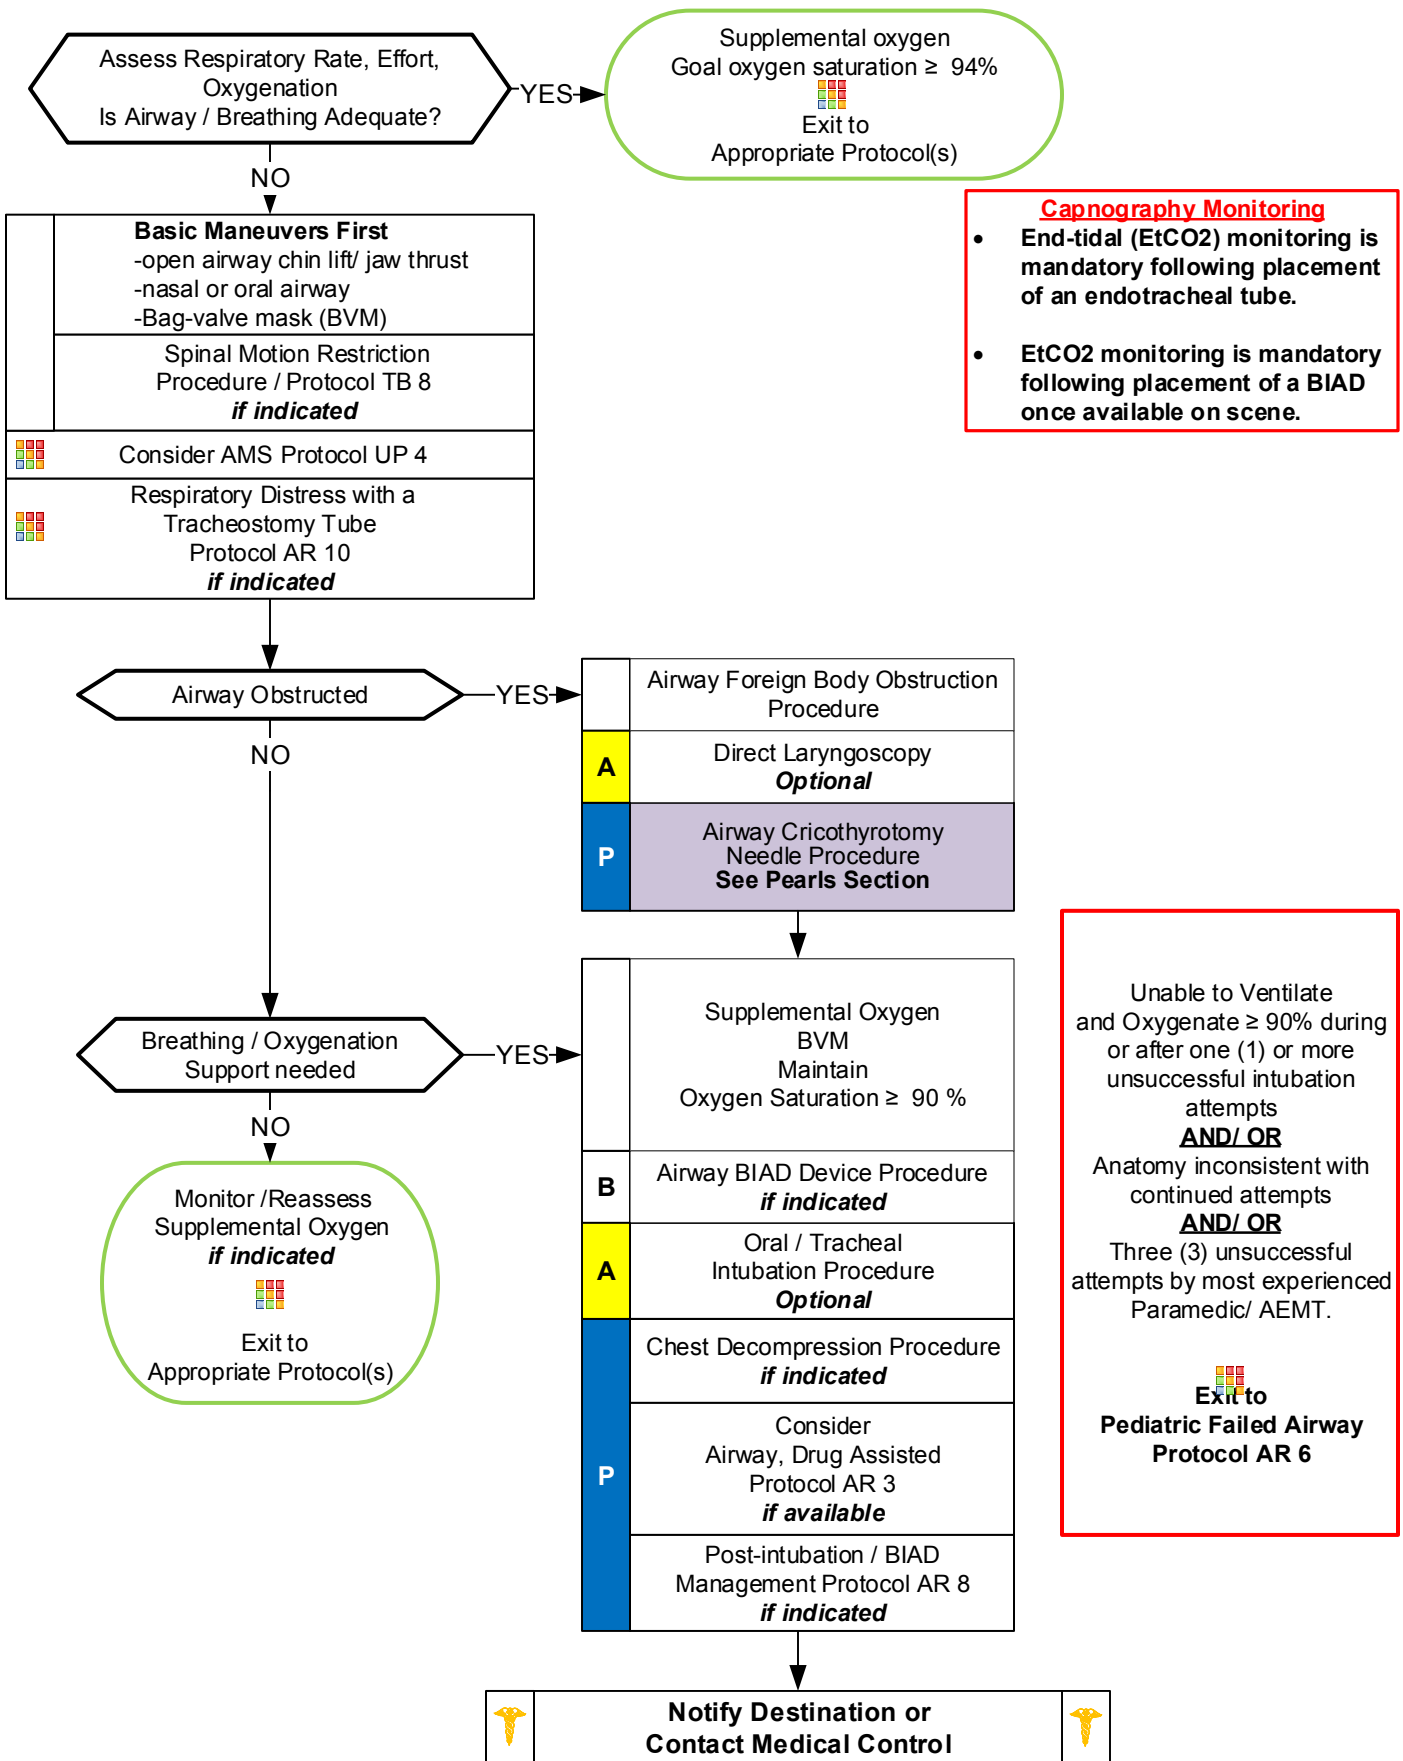 Assess Respiratory Rate, Effort,
Oxygenation
Is Airway / Breathing Adequate?
YES
Supplemental oxygen
Goal oxygen saturation ≥ 94%
Exit to
Appropriate Protocol(s)
NO
Basic Maneuvers First
-open airway chin lift/ jaw thrust
-nasal or oral airway
-Bag-valve mask (BVM)
Spinal Motion Restriction
Procedure / Protocol TB 8
if indicated
Consider AMS Protocol UP 4
Respiratory Distress with a
Tracheostomy Tube
Protocol AR 10
if indicated
Capnography Monitoring
• End-tidal (EtCO2) monitoring is
mandatory following placement
of an endotracheal tube.
• EtCO2 monitoring is mandatory
following placement of a BIAD
once available on scene.
Airway Obstructed
YES
NO
Airway Foreign Body Obstruction
Procedure
A
Direct Laryngoscopy
Optional
P
Airway Cricothyrotomy
Needle Procedure
See Pearls Section
Breathing / Oxygenation
Support needed
YES
NO
Monitor /Reassess
Supplemental Oxygen
if indicated
Exit to
Appropriate Protocol(s)
Supplemental Oxygen
BVM
Maintain
Oxygen Saturation ≥ 90 %
B
Airway BIAD Device Procedure
if indicated
A
Oral / Tracheal
Intubation Procedure
Optional
P
Chest Decompression Procedure
if indicated
Consider
Airway, Drug Assisted
Protocol AR 3
if available
Post-intubation / BIAD
Management Protocol AR 8
if indicated
Unable to Ventilate
and Oxygenate ≥ 90% during
or after one (1) or more
unsuccessful intubation
attempts
AND/ OR
Anatomy inconsistent with
continued attempts
AND/ OR
Three (3) unsuccessful
attempts by most experienced
Paramedic/ AEMT.
Exit to
Pediatric Failed Airway
Protocol AR 6
Notify Destination or
Contact Medical Control